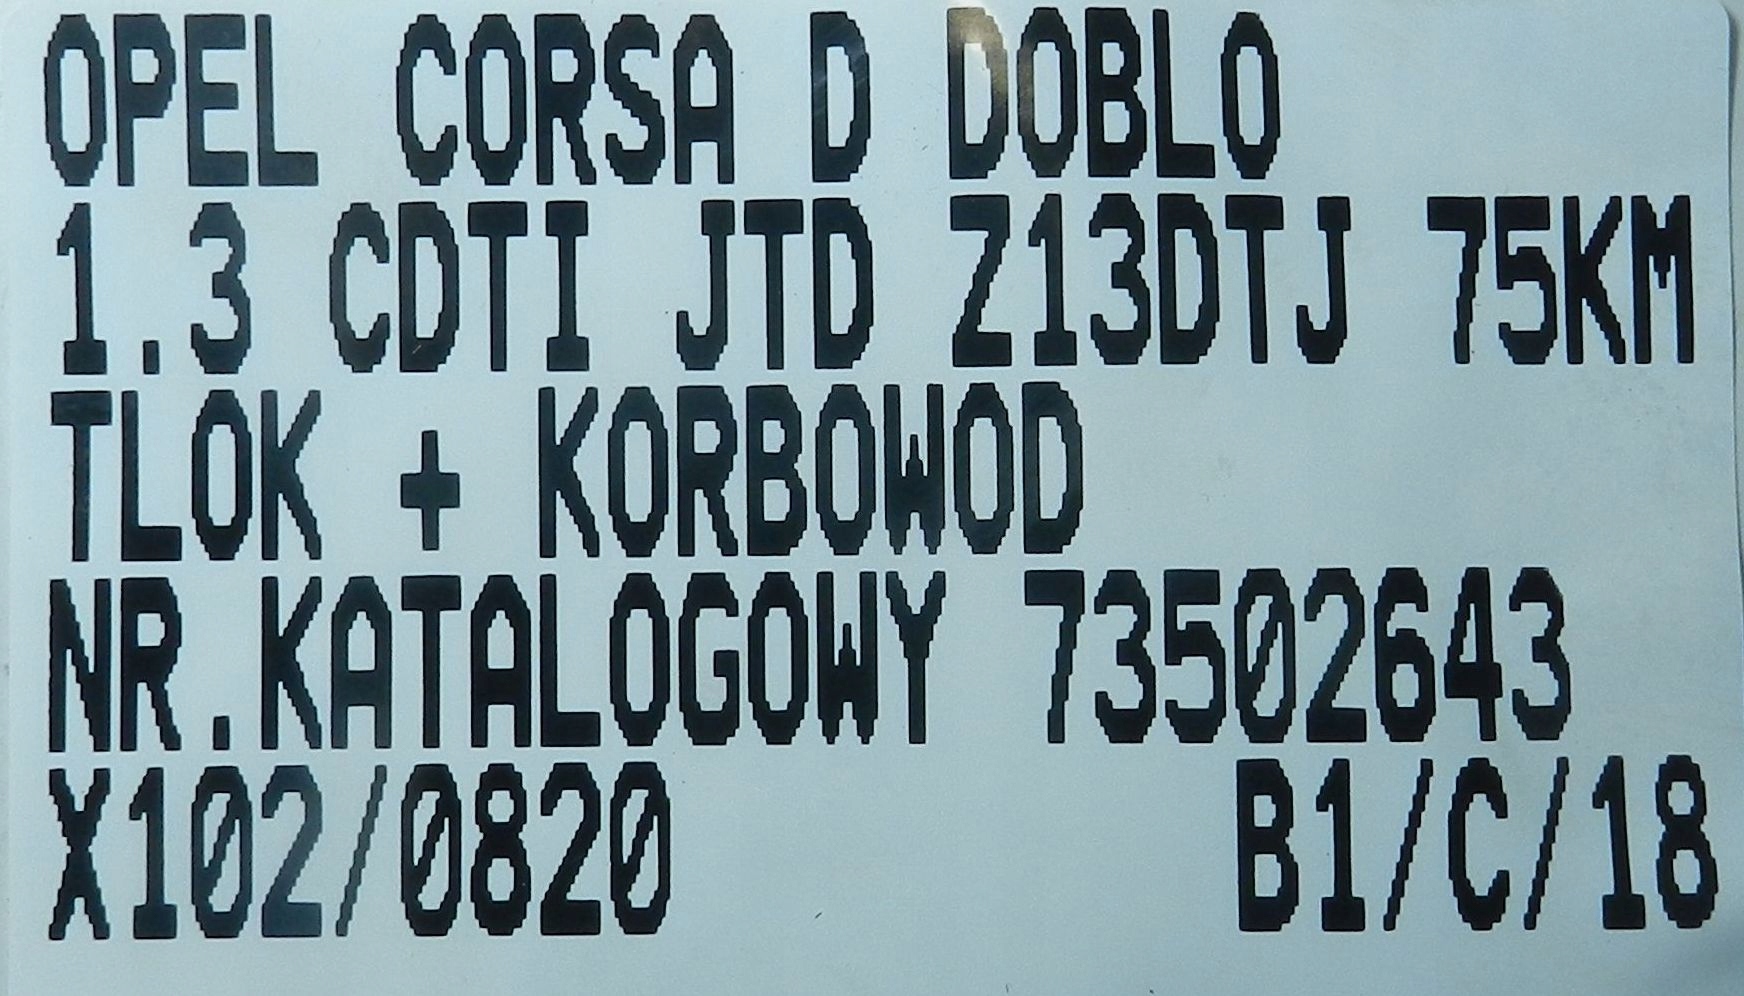 OPEL CORSA D DOBLO
1.3 CDTI JTD Z13DTJ 75KM
TLOK + KORBOWOD
NR.KATALOGOWY 73502643
X102/0820 B1/C/18